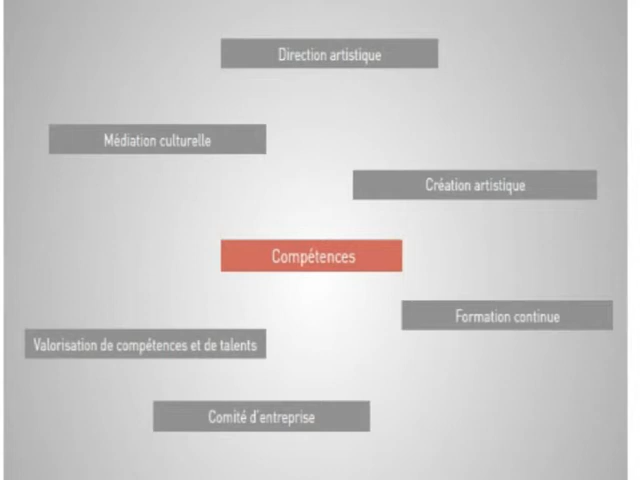 Direction artistique
Médiation culturelle
Création artistique
Compétences
Formation continue
Valorisation de compétences et de talents
Comité d'entreprise